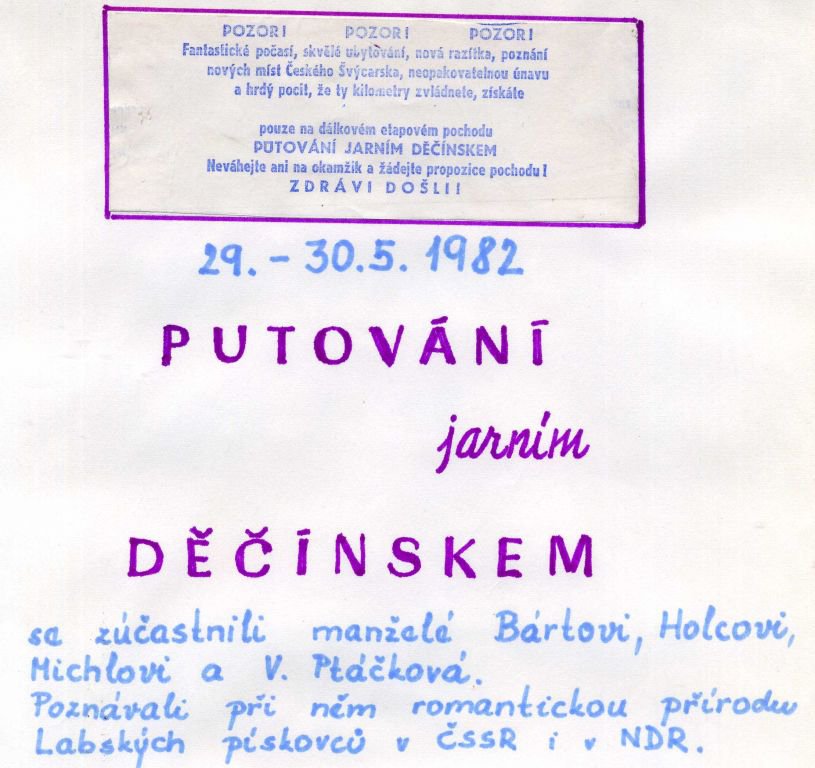 POZOR! POZOR! POZOR!
Fantastické počasí, skvělé ubytování, nová razítka, poznání
nových míst Českého Švýcarska, neopakovatelnou únavu
a hrdý pocit, že ty kilometry zvládnete, získáte
pouze na dálkovém etapovém pochodu
PUTOVÁNÍ JARNÍM DĚČÍNSKEM
Neváhejte ani na okamžik a žádejte propozice pochodu!
ZDRÁVI DOŠLI!
29. - 30.5. 1982
PUTOVÁNÍ
jarním
DĚČÍNSKEM
se zúčastnili manželé Bártovi, Holcovi,
Michlovi a V. Ptáčková.
Poznávali při něm romantickou přírodu
Labských pískovců v ČSSR i v NDR.